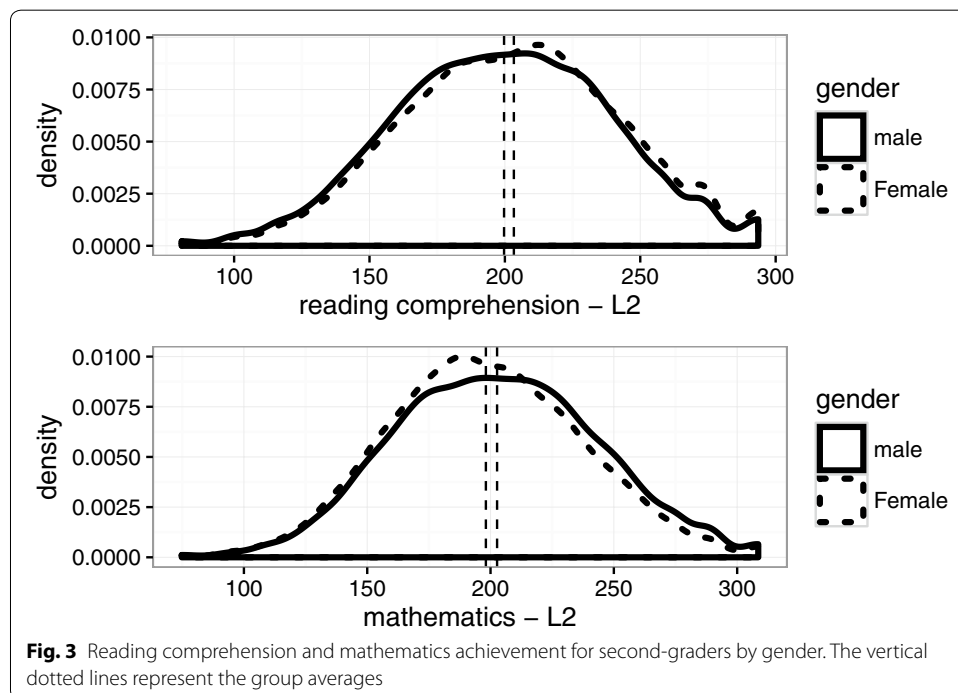 0.0100
0.0075
0.0050
0.0025
0.0000
density
100 150 200 250 300
reading comprehension – L2
gender
male
Female
0.0100
0.0075
0.0050
0.0025
0.0000
density
100 150 200 250 300
mathematics – L2
gender
male
Female
Fig. 3 Reading comprehension and mathematics achievement for second-graders by gender. The vertical
dotted lines represent the group averages